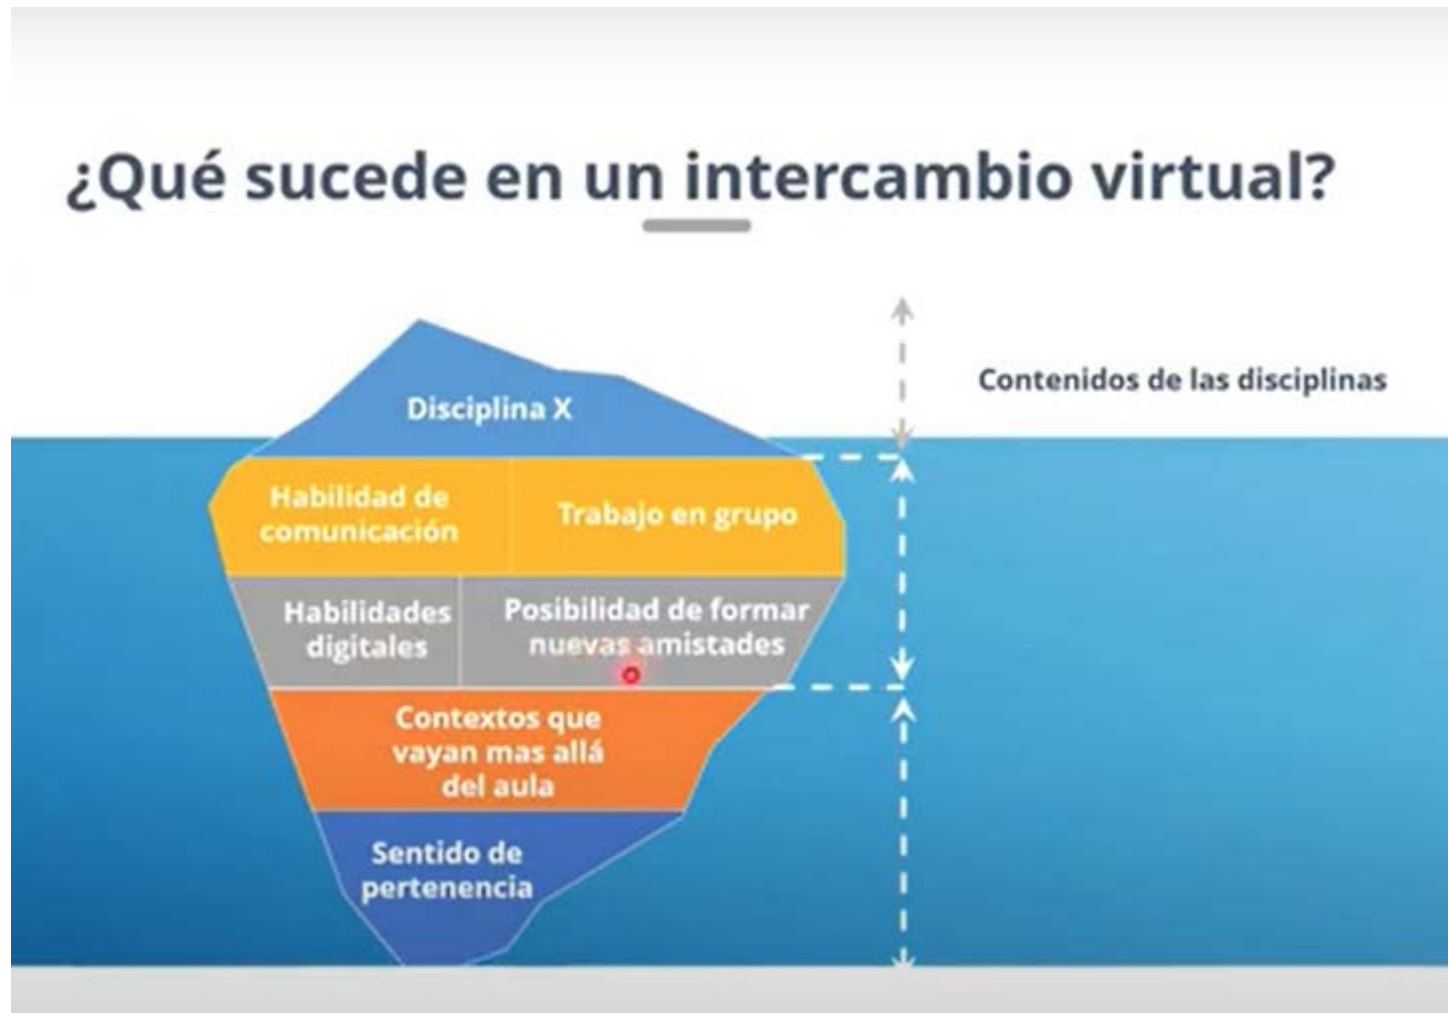 ¿Qué sucede en un intercambio virtual?
Contenidos de las disciplinas
Disciplina X
Habilidad de
comunicación
Trabajo en grupo
Habilidades
digitales
Posibilidad de formar
nuevas amistades
Contextos que
vayan mas allá
del aula
Sentido de
pertenencia